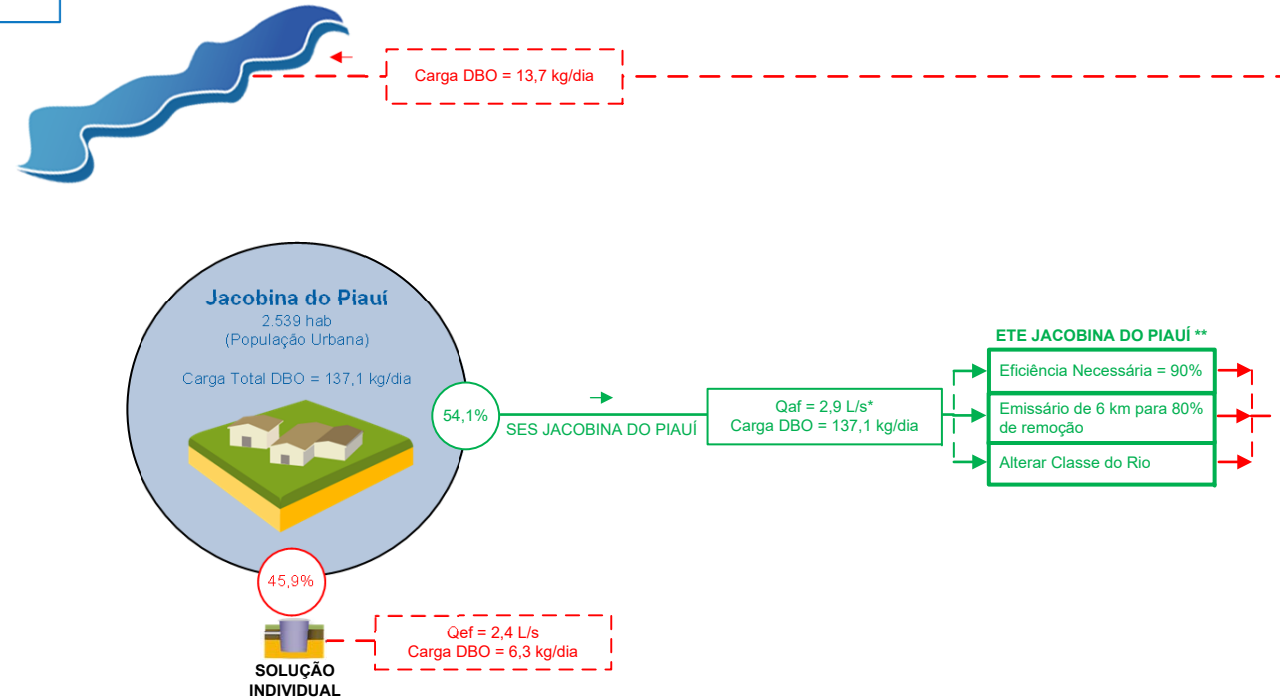 Carga DBO = 13,7 kg/dia
Jacobina do Piauí
2.539 hab
(População Urbana)
Carga Total DBO = 137,1 kg/dia
54,1%
SES JACOBINA DO PIAUÍ
Qaf = 2,9 L/s*
Carga DBO = 137,1 kg/dia
ETE JACOBINA DO PIAUÍ **
Eficiência Necessária = 90%
Emissário de 6 km para 80%
de remoção
Alterar Classe do Rio
45,9%
SOLUÇÃO
INDIVIDUAL
Qef = 2,4 L/s
Carga DBO = 6,3 kg/dia